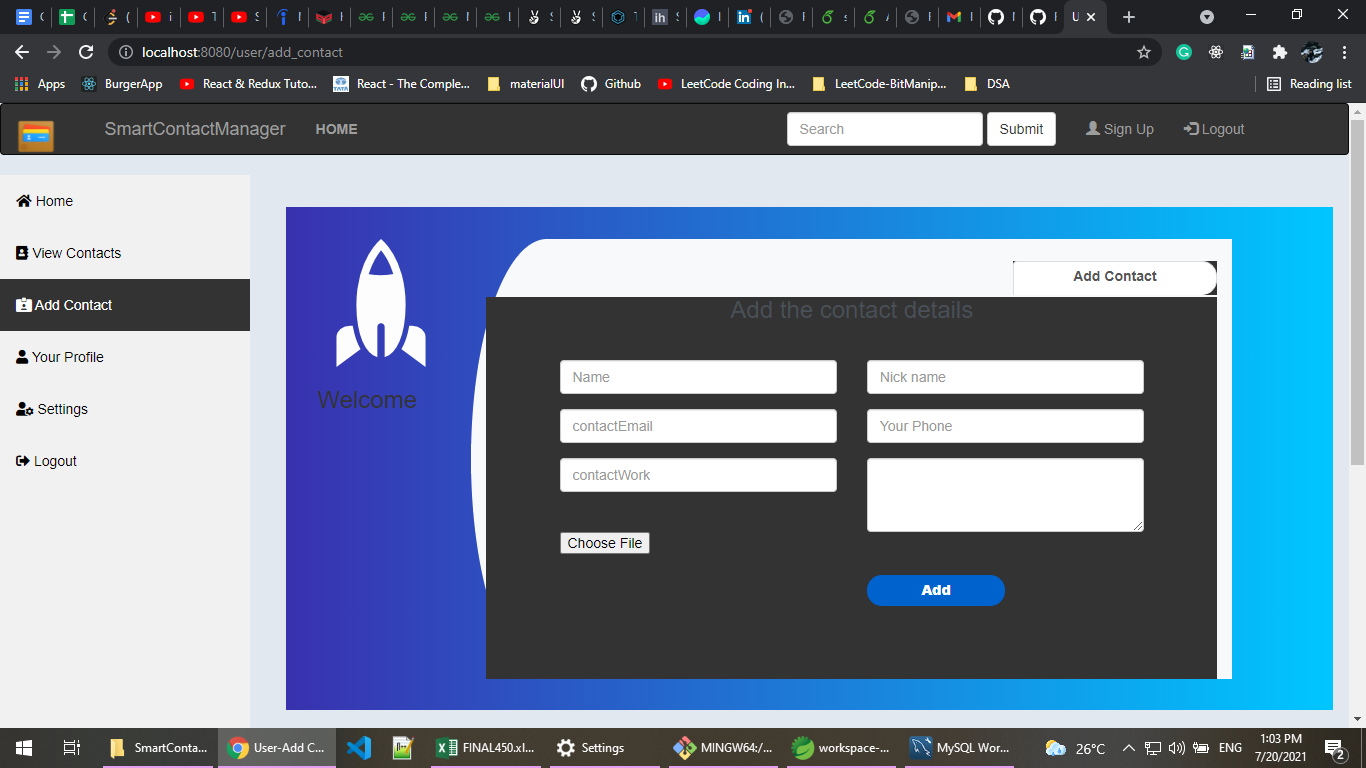 localhost:8080/user/add_contact
Apps BurgerApp React & Redux Tuto... React - The Comple... materialUI Github LeetCode Coding In... LeetCode-BitManip... DSA Reading list
SmartContactManager HOME Search Submit Sign Up Logout
Home
View Contacts
Add Contact
Your Profile
Settings
Logout
Welcome
Add Contact
Add the contact details
Name Nick name
contactEmail Your Phone
contactWork
Choose File
Add
SmartConta... User-Add C... FINAL450.xl... Settings MINGW64:/... workspace-... MySQL Wor... 26°C ENG 1:03 PM
7/20/2021 2